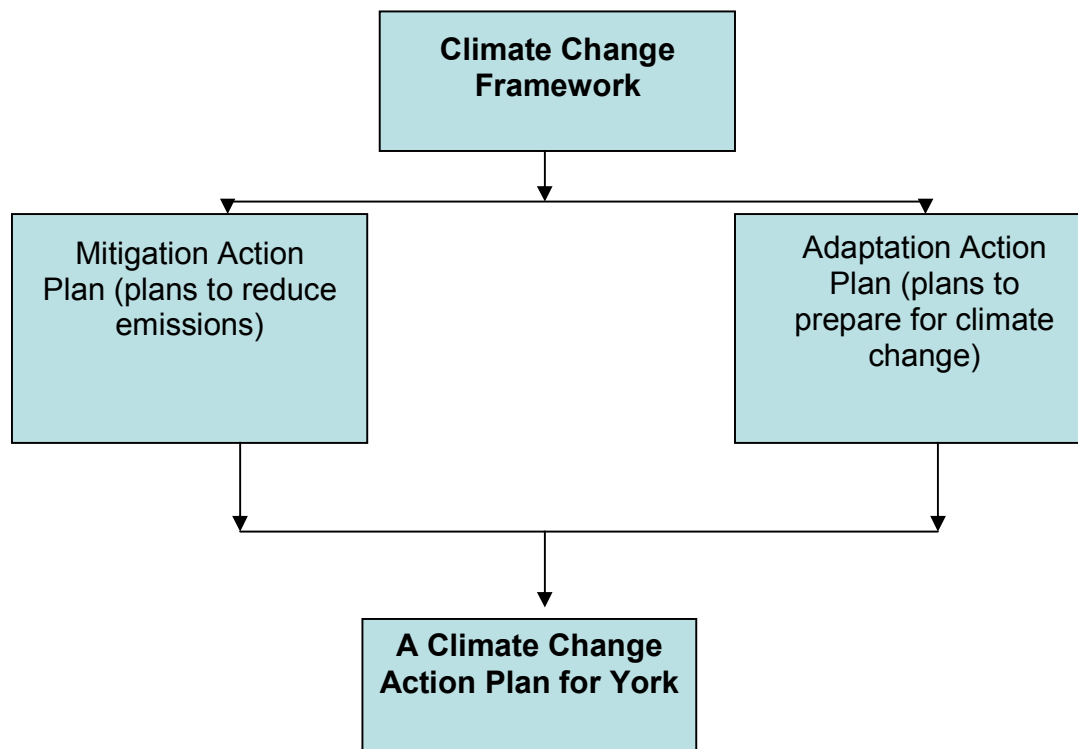 Climate Change
Framework
Mitigation Action
Plan (plans to reduce
emissions)
Adaptation Action
Plan (plans to
prepare for climate
change)
A Climate Change
Action Plan for York